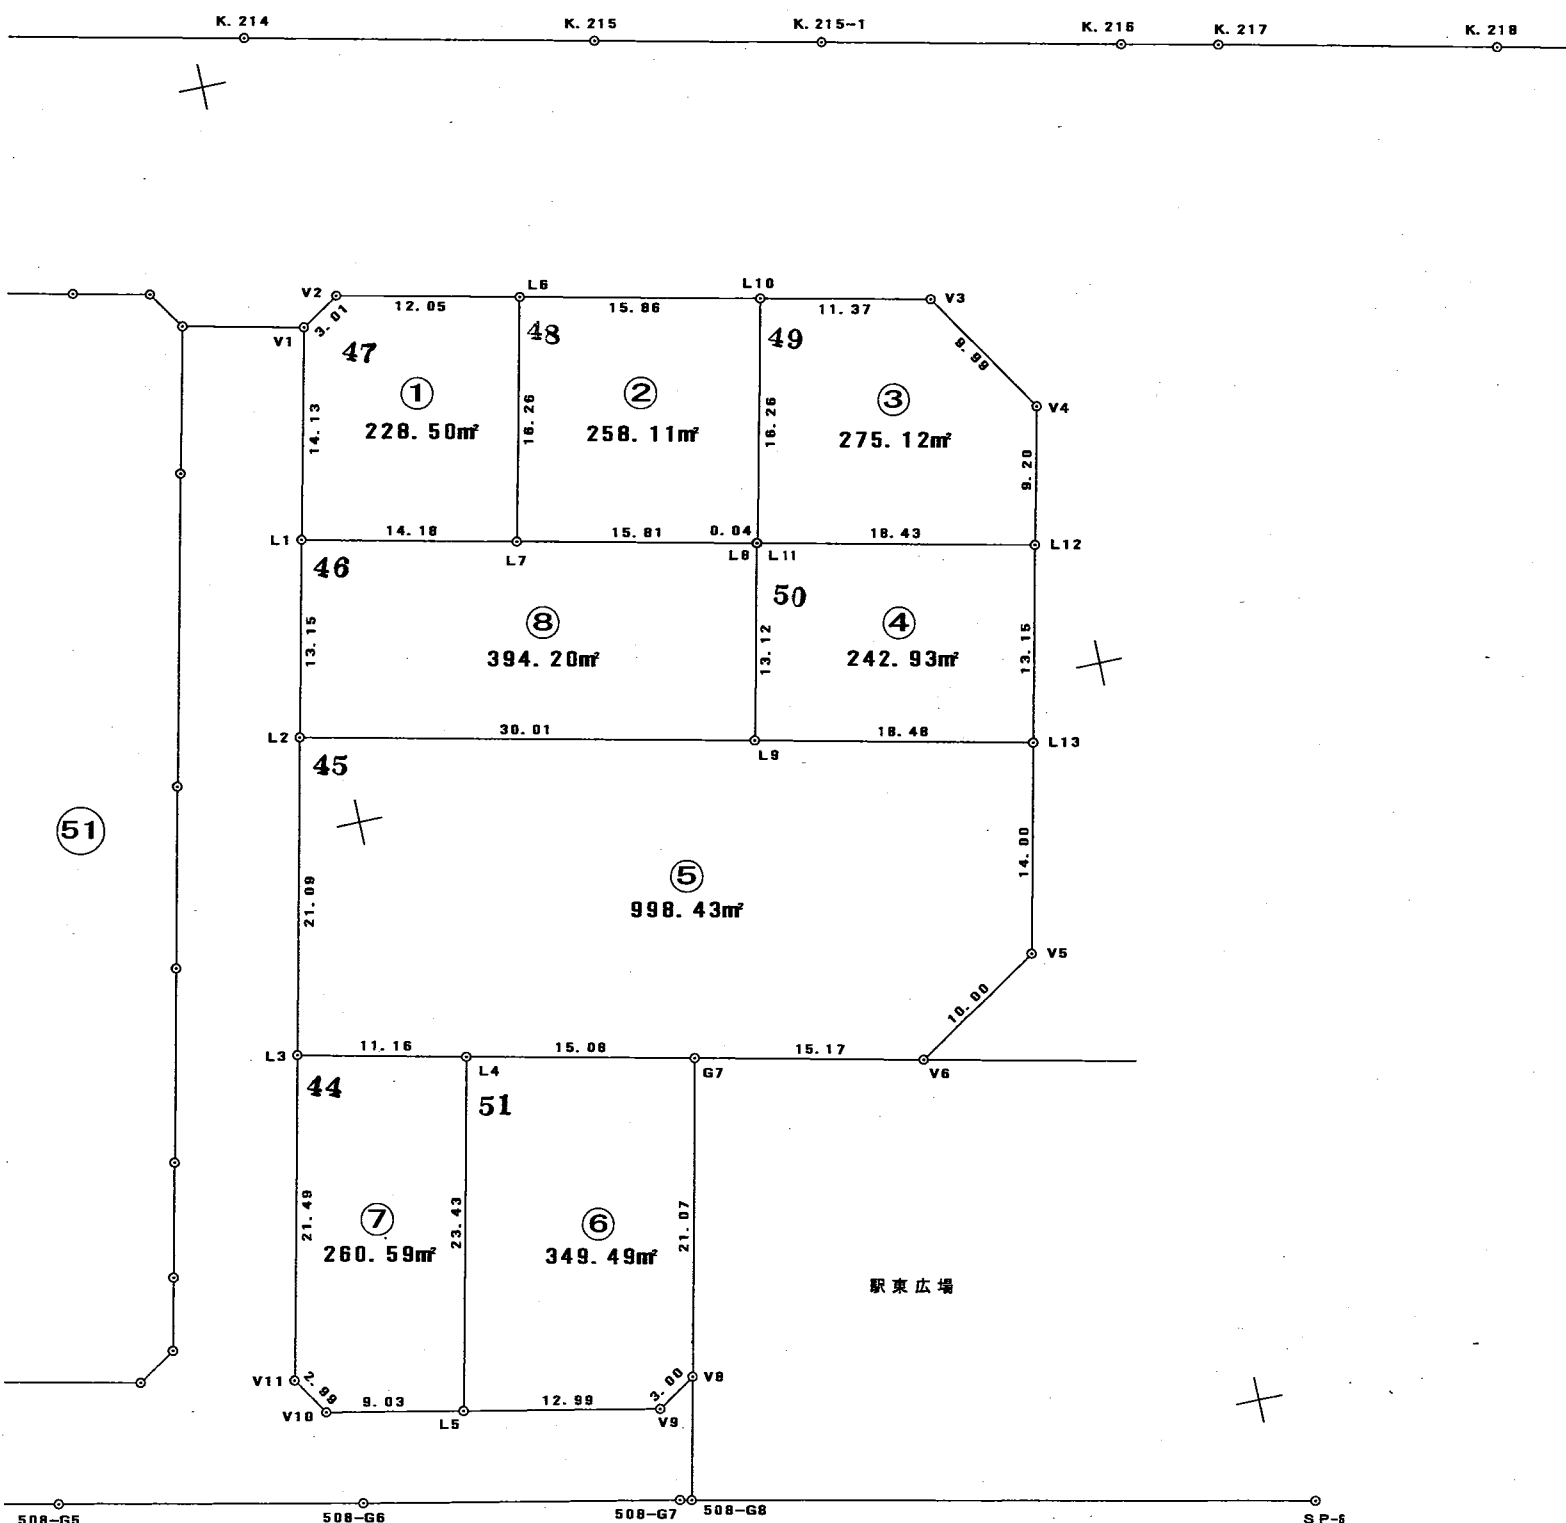 K. 214 K. 215 K. 215-1 K. 216 K. 217 K. 218
V2 L6 L10 V3
12. 05 15. 86 11. 37
V1 3. 01
47 48 49 9. 99
① ② ③
228. 50㎡ 258. 11㎡ 275. 12㎡
V4
14. 13 16. 26 16. 26 9. 20
L1 14. 18 15. 81 0. 04 18. 43 L12
L7 L8 L11
46 50
⑧ ④
394. 20㎡ 242. 93㎡
13. 15 13. 12 13. 15
L2 30. 01 18. 48 L13
L9
45
51
⑤
998. 43㎡
21. 09 14. 00
V5
10. 00
L3 11. 16 15. 08 15. 17
L4 G7 V6
44 51
⑦ ⑥
260. 59㎡ 349. 49㎡
21. 49 23. 43 21. 07
駅東広場
V11 2. 99 3. 00 V8
V10 9. 03 L5 12. 99 V9
508-G5 508-G6 508-G7 508-G8